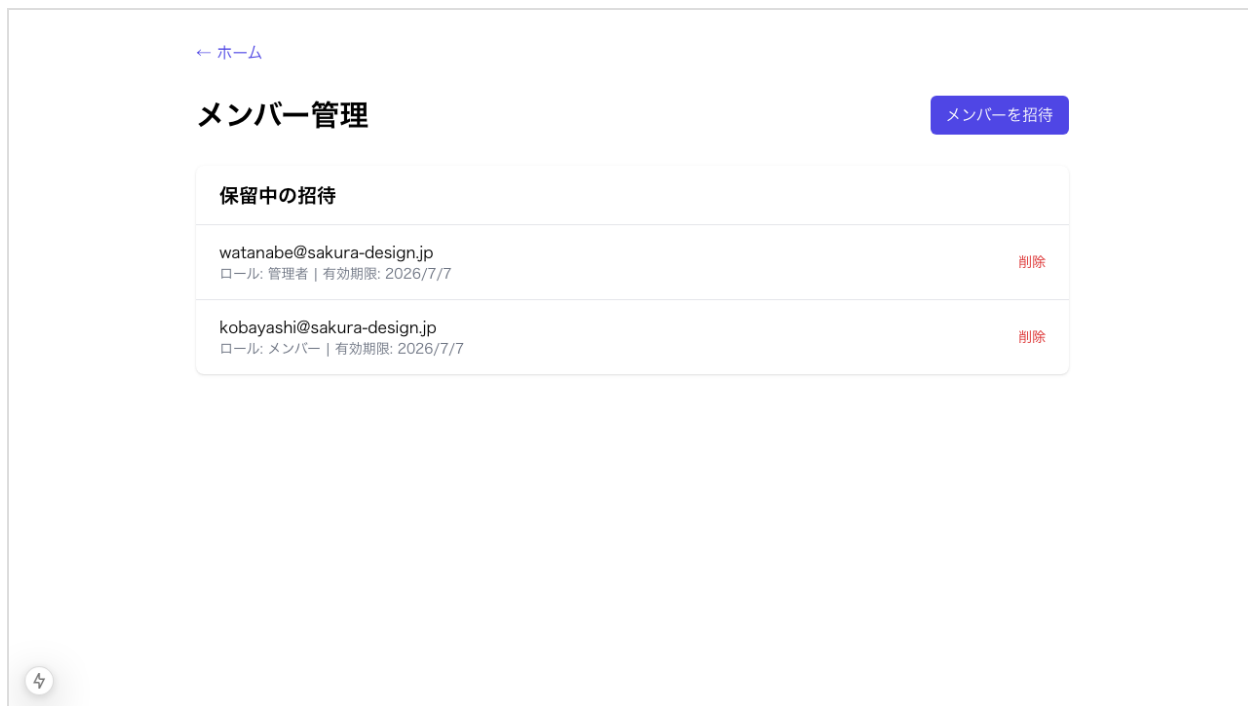 ← ホーム
メンバー管理
メンバーを招待
保留中の招待
watanabe@sakura-design.jp
ロール: 管理者 | 有効期限: 2026/7/7
削除
kobayashi@sakura-design.jp
ロール: メンバー | 有効期限: 2026/7/7
削除